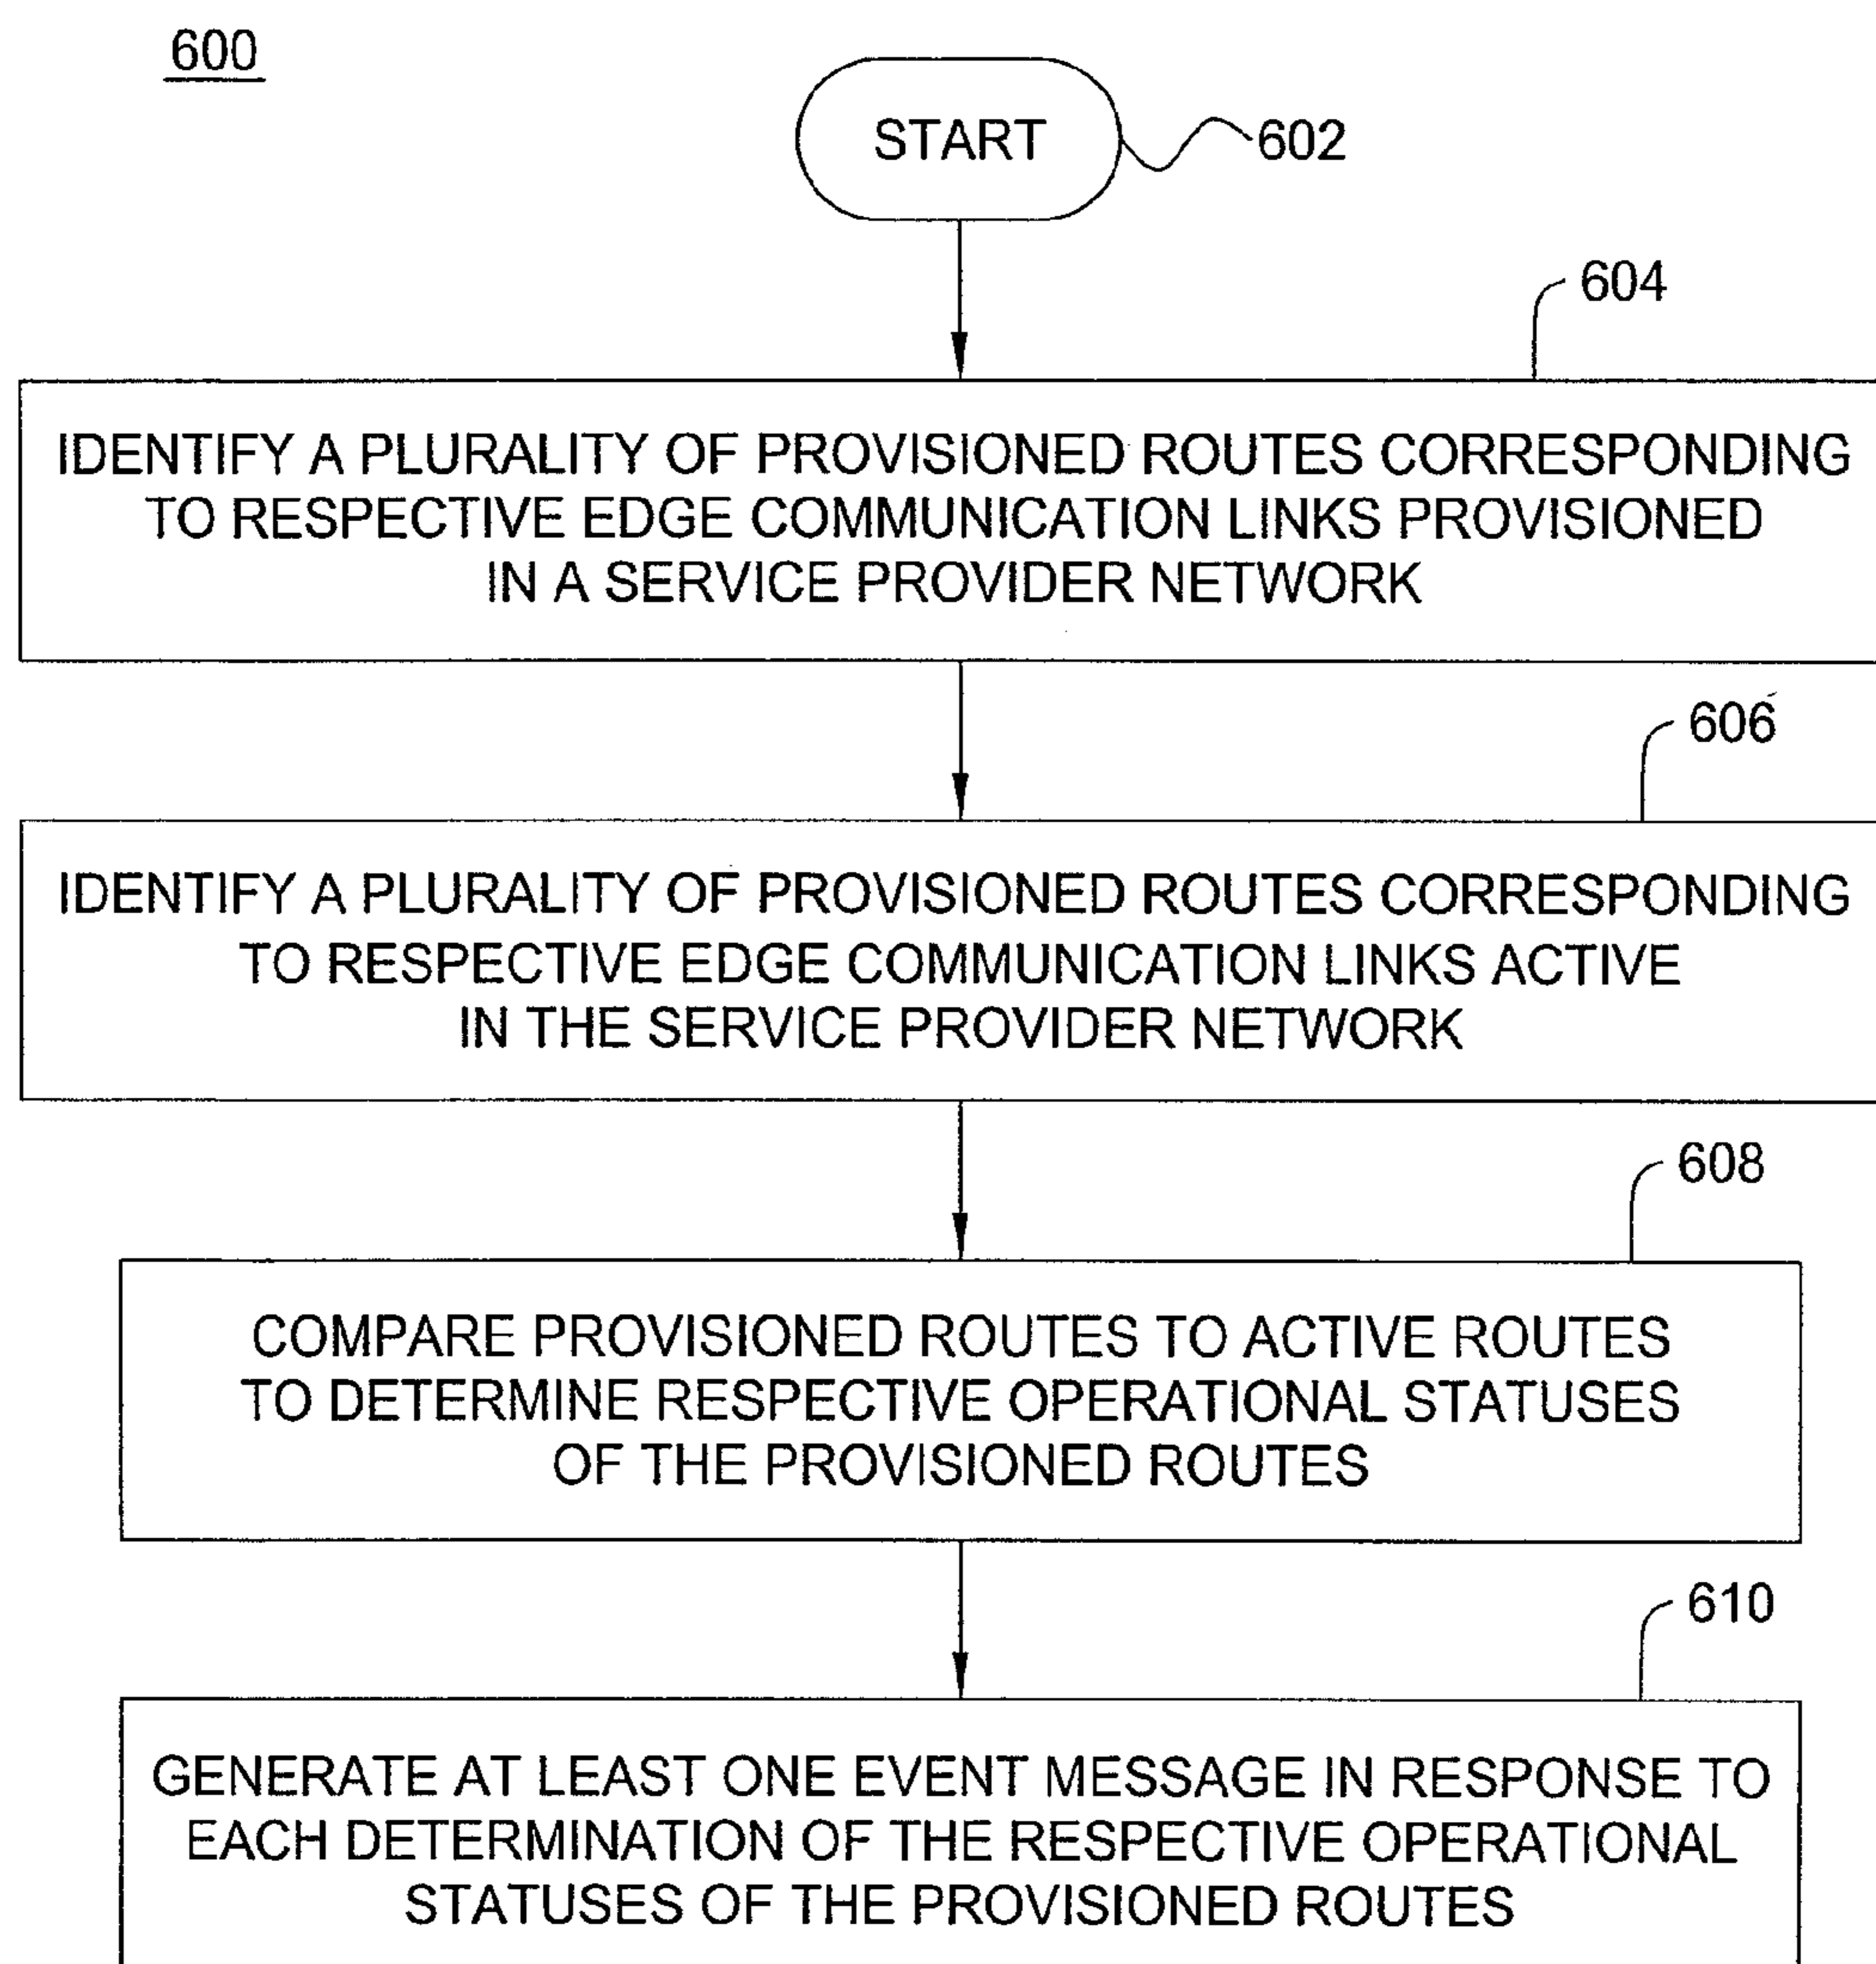 600
START
602
604
IDENTIFY A PLURALITY OF PROVISIONED ROUTES CORRESPONDING
TO RESPECTIVE EDGE COMMUNICATION LINKS PROVISIONED
IN A SERVICE PROVIDER NETWORK
606
IDENTIFY A PLURALITY OF PROVISIONED ROUTES CORRESPONDING
TO RESPECTIVE EDGE COMMUNICATION LINKS ACTIVE
IN THE SERVICE PROVIDER NETWORK
608
COMPARE PROVISIONED ROUTES TO ACTIVE ROUTES
TO DETERMINE RESPECTIVE OPERATIONAL STATUSES
OF THE PROVISIONED ROUTES
610
GENERATE AT LEAST ONE EVENT MESSAGE IN RESPONSE TO
EACH DETERMINATION OF THE RESPECTIVE OPERATIONAL
STATUSES OF THE PROVISIONED ROUTES